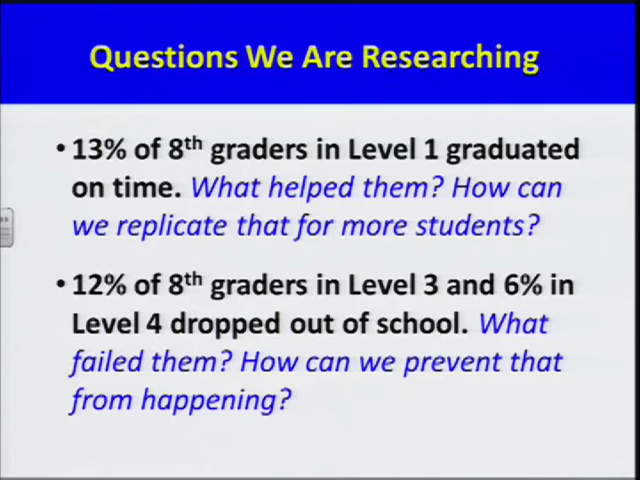 Questions We Are Researching
• 13% of 8th graders in Level 1 graduated
on time. What helped them? How can
we replicate that for more students?
• 12% of 8th graders in Level 3 and 6% in
Level 4 dropped out of school. What
failed them? How can we prevent that
from happening?